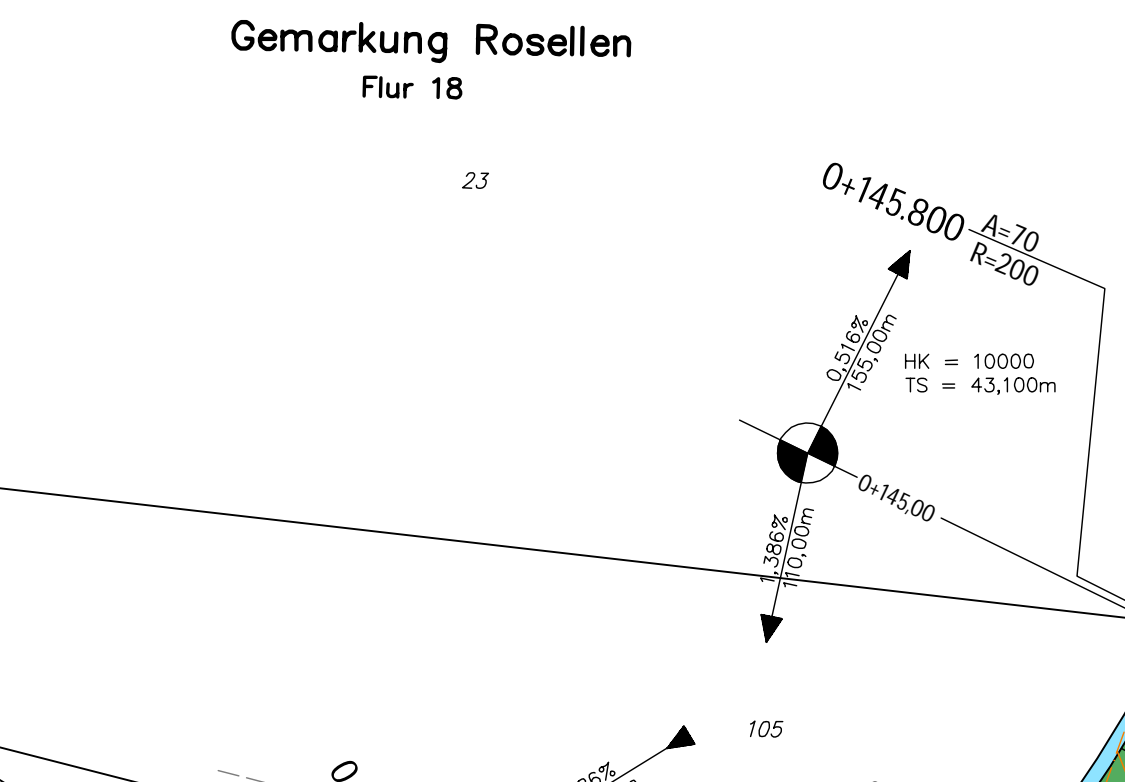 Gemarkung Rosellen
Flur 18
23
0+145.800
A=70
R=200
0,516%
155,00m
HK = 10000
TS = 43,100m
0+145,00
1,386%
110,00m
105
0